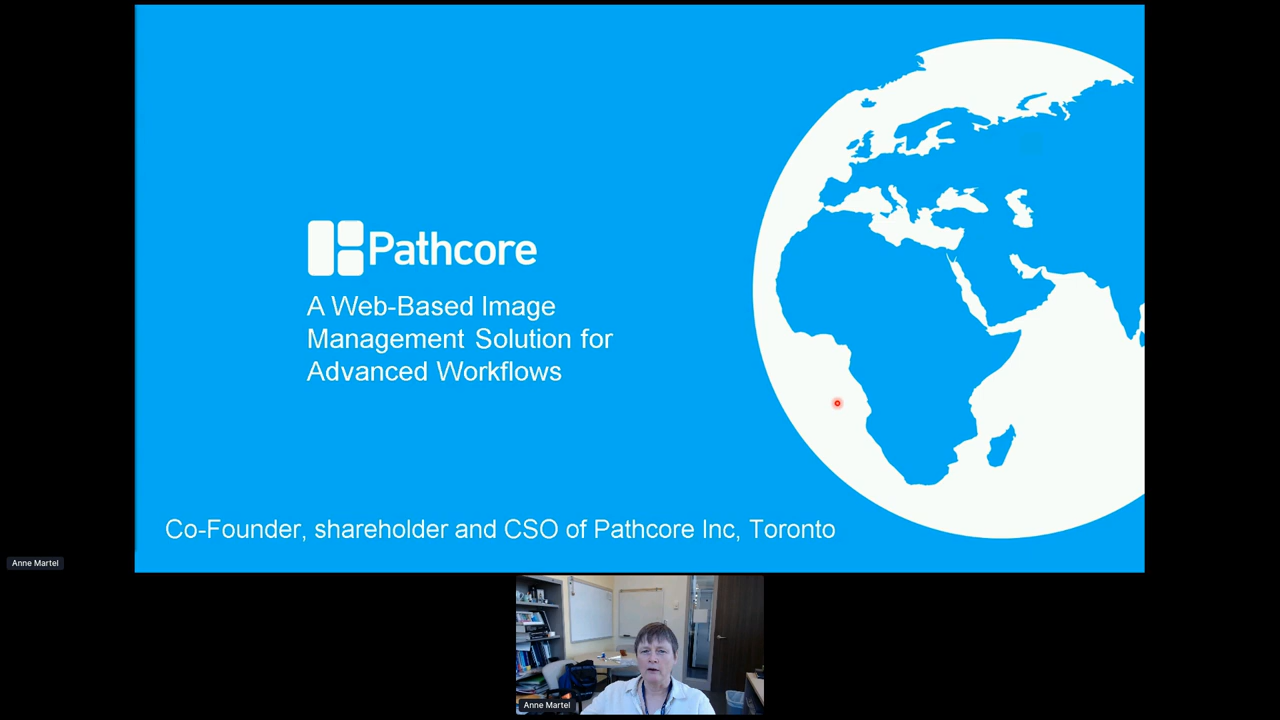 Pathcore
A Web-Based Image
Management Solution for
Advanced Workflows
Co-Founder, shareholder and CSO of Pathcore Inc, Toronto
Anne Martel
Anne Martel